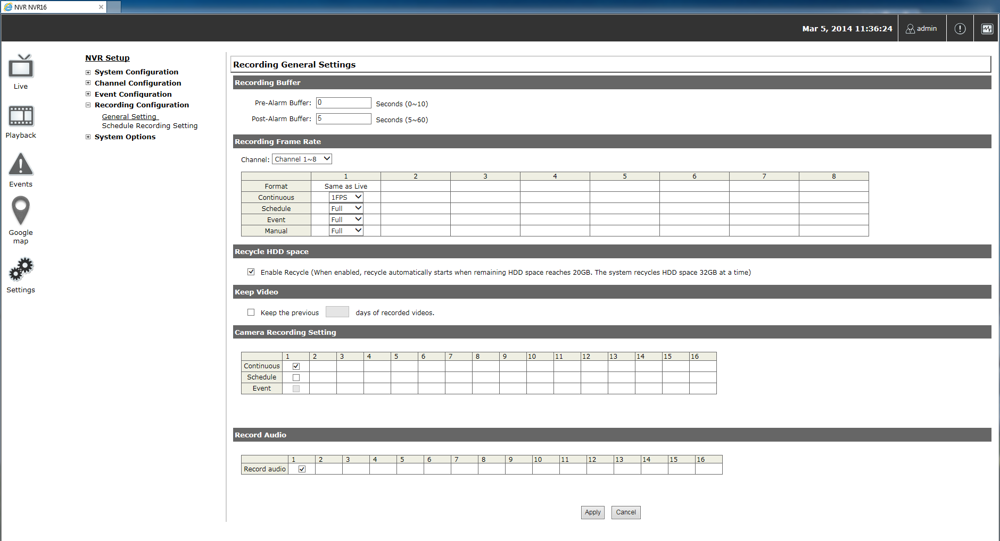 NVR NVR16
Mar 5, 2014 11:36:24 admin
Live
Playback
Events
Google
map
Settings
NVR Setup
System Configuration
Channel Configuration
Event Configuration
Recording Configuration
General Setting
Schedule Recording Setting
System Options
Recording General Settings
Recording Buffer
Pre-Alarm Buffer: 0 Seconds (0~10)
Post-Alarm Buffer: 5 Seconds (5~60)
Recording Frame Rate
Channel: Channel 1~8
1 2 3 4 5 6 7 8
Format Same as Live
Continuous 1FPS
Schedule Full
Event Full
Manual Full
Recycle HDD space
Enable Recycle (When enabled, recycle automatically starts when remaining HDD space reaches 20GB. The system recycles HDD space 32GB at a time)
Keep Video
Keep the previous days of recorded videos.
Camera Recording Setting
1 2 3 4 5 6 7 8 9 10 11 12 13 14 15 16
Continuous
Schedule
Event
Record Audio
1 2 3 4 5 6 7 8 9 10 11 12 13 14 15 16
Record audio
Apply Cancel